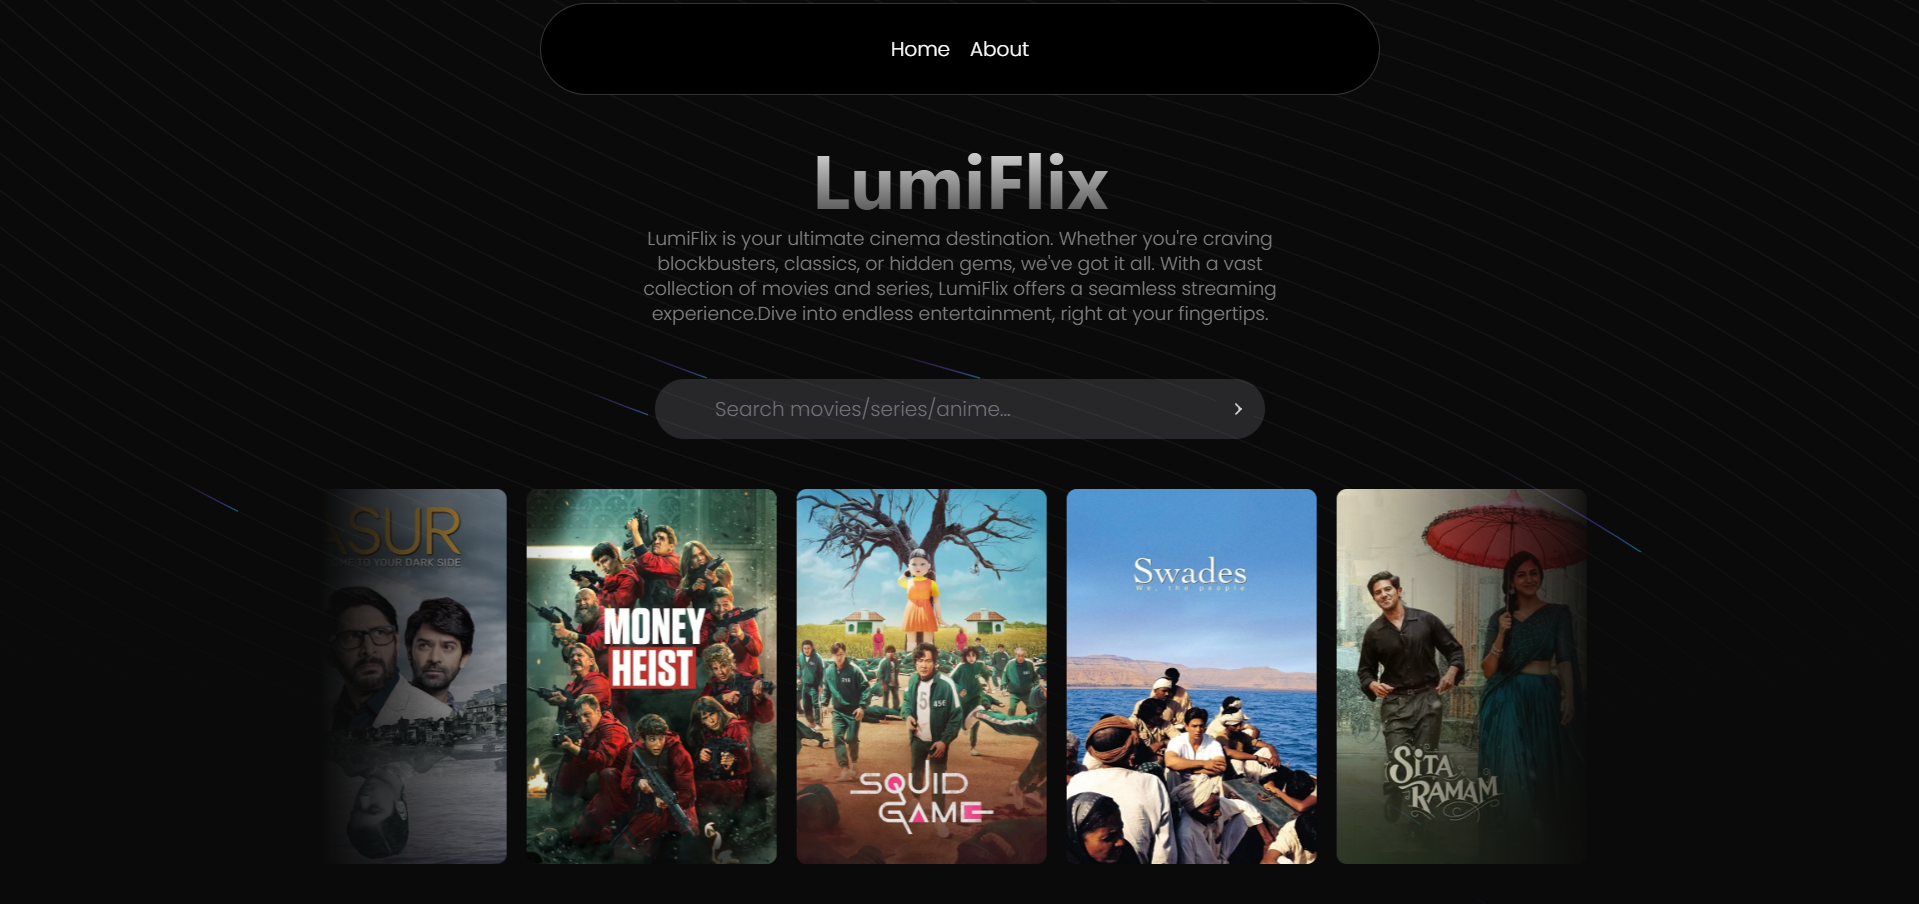 Home About
LumiFlix
LumiFlix is your ultimate cinema destination. Whether you're craving
blockbusters, classics, or hidden gems, we've got it all. With a vast
collection of movies and series, LumiFlix offers a seamless streaming
experience.Dive into endless entertainment, right at your fingertips.
Search movies/series/anime...
ASUR
TO YOUR DARK SIDE
MONEY
HEIST
SQUID
GAME
456
Swades
We, the people
SITA
RAMAM